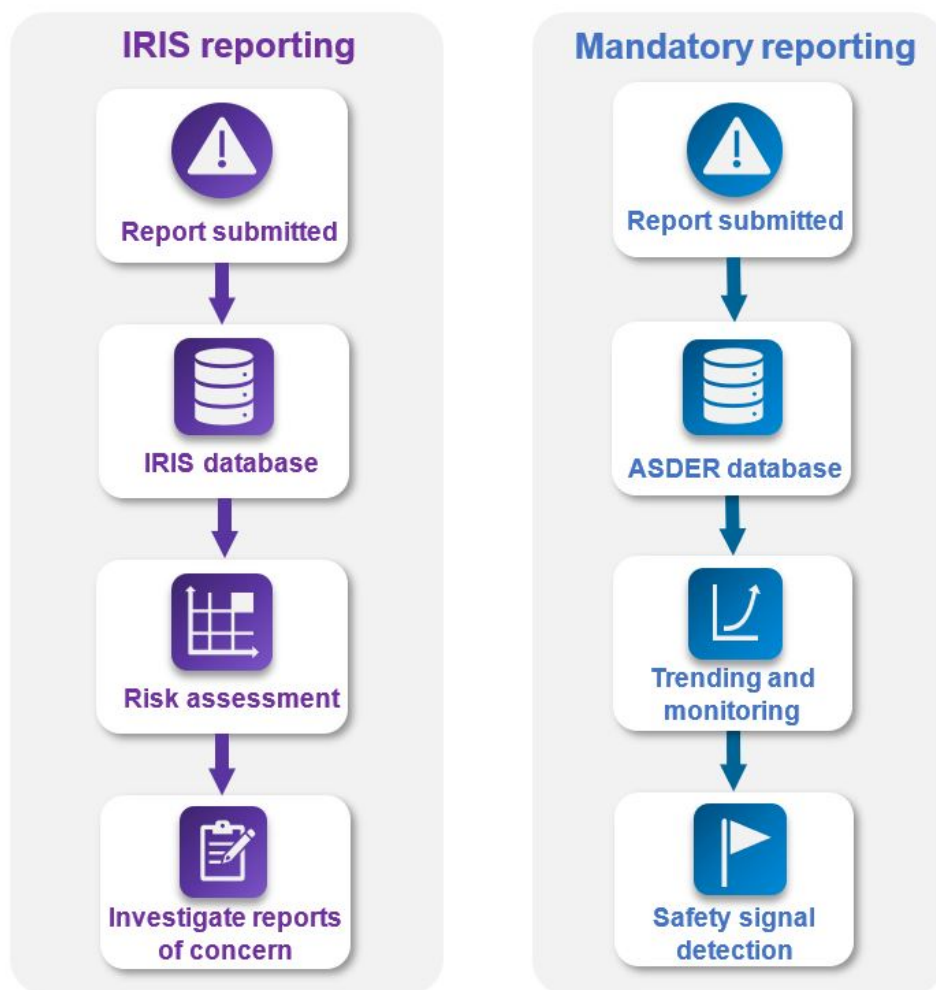 IRIS reporting
Report submitted
IRIS database
Risk assessment
Investigate reports
of concern
Mandatory reporting
Report submitted
ASDER database
Trending and
monitoring
Safety signal
detection